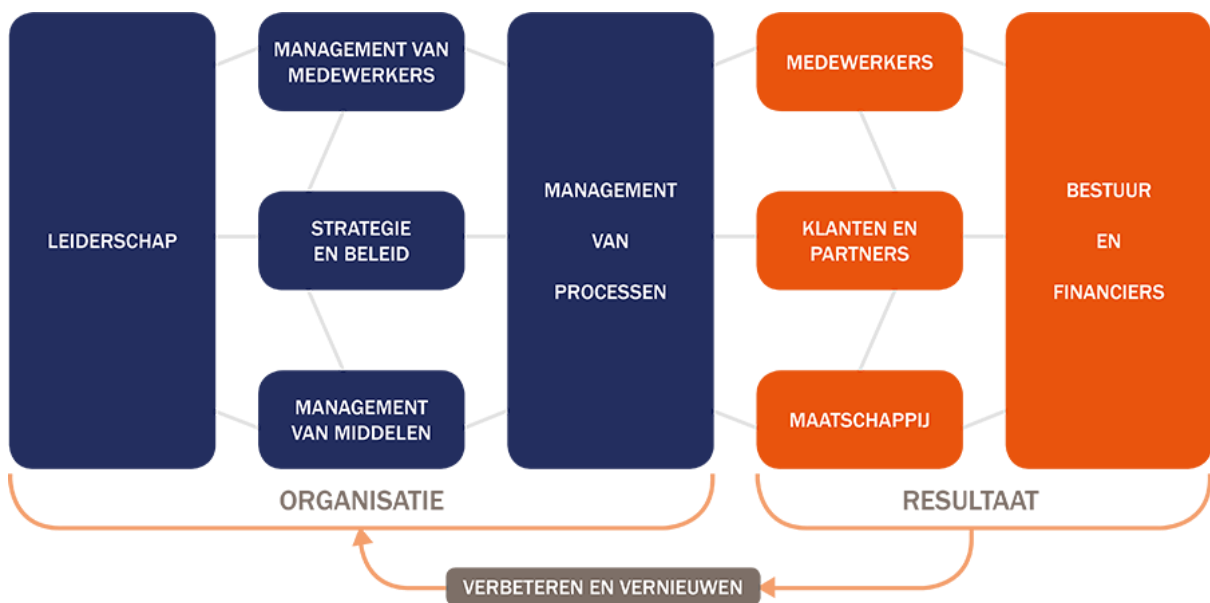 LEIDERSCHAP
MANAGEMENT VAN
MEDEWERKERS
STRATEGIE
EN BELEID
MANAGEMENT
VAN MIDDELEN
MANAGEMENT
VAN
PROCESSEN
MEDEWERKERS
KLANTEN EN
PARTNERS
MAATSCHAPPIJ
BESTUUR
EN
FINANCIERS
ORGANISATIE
RESULTAAT
VERBETEREN EN VERNIEUWEN